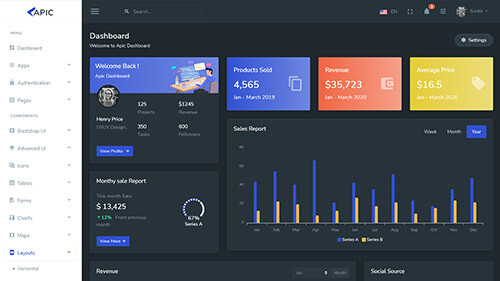 APIC
Search...
EN
3
Smith
MENU
Dashboard
Apps
Authentication
Pages
COMPONENTS
Bootstrap UI
Advanced UI
Icons
Tables
Forms
Charts
Maps
Layouts
Horizontal
Dashboard
Welcome to Apic Dashboard
Settings
Welcome Back !
Apic Dashboard
Henry Price
UI/UX Design...
125
Projects
$1245
Revenue
350
Tasks
600
Followers
View Profile
Products Sold
4,565
Jan - March 2019
Revenue
$35,723
Jan - March 2020
Average Price
$16.5
Jan - March 2020
Monthy sale Report
This month Sale
$ 13,425
12% From previous
month
View More
67%
Series A
Sales Report
Week
Month
Year
80
60
40
20
0
Jan Feb Mar Apr May Jun Jul Aug Sep Oct Nov Dec
Series A Series B
Revenue
Jan
Social Source